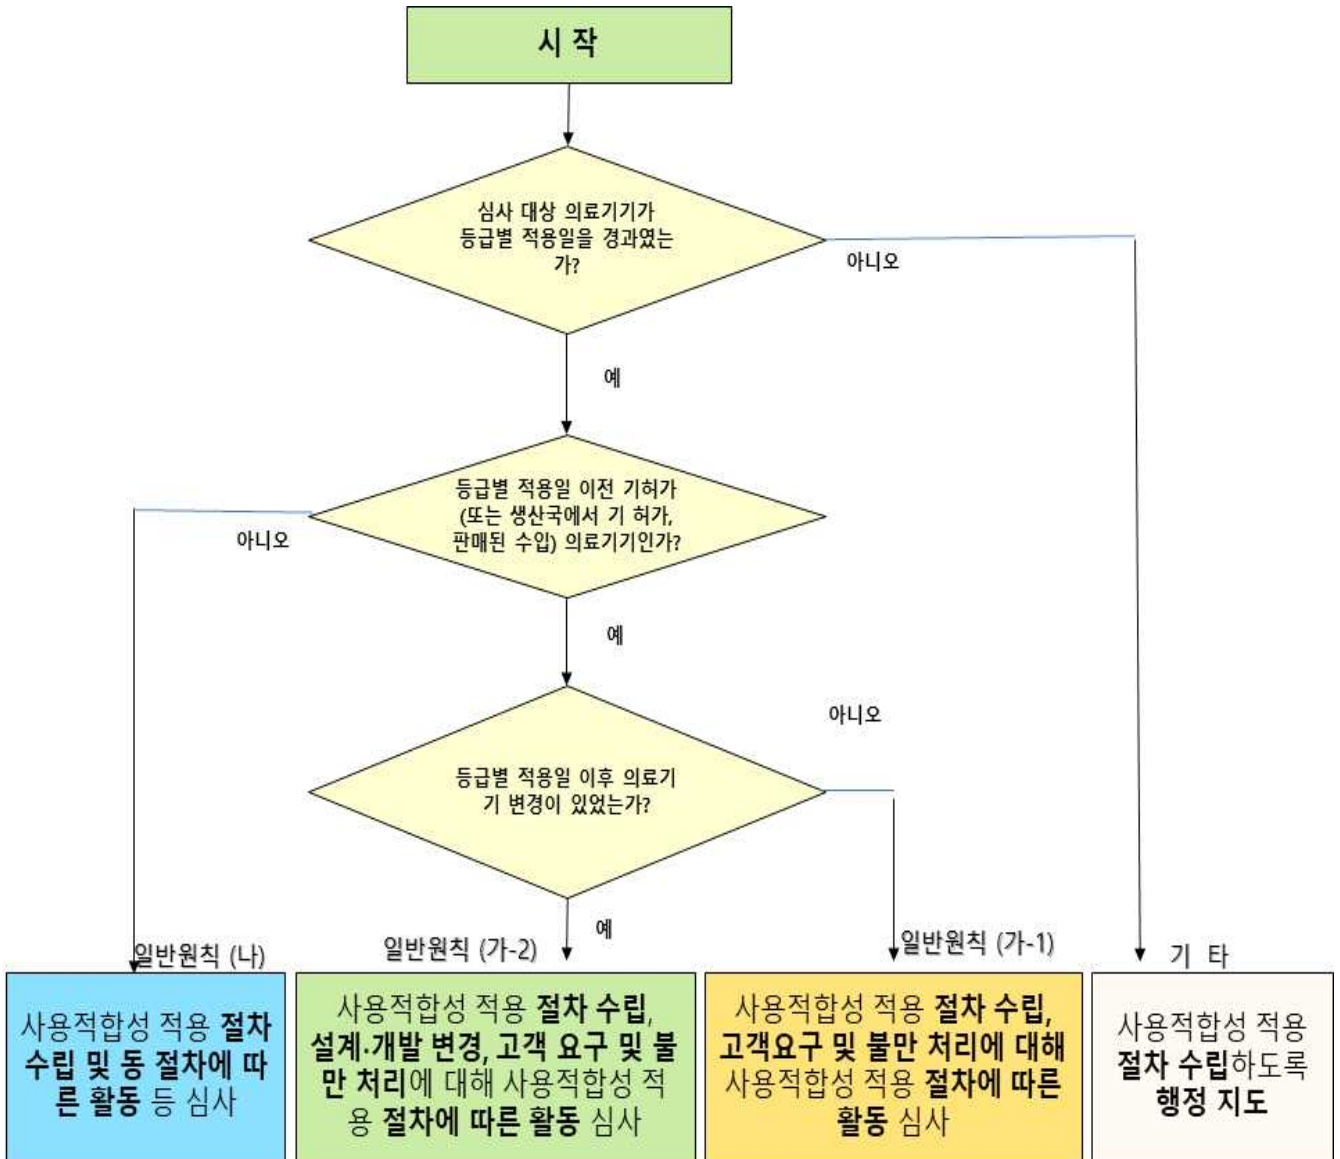 시 작
심사 대상 의료기기가
등급별 적용일을 경과였는
가?
아니오
예
등급별 적용일 이전 기허가
(또는 생산국에서 기 허가,
판매된 수입) 의료기기인가?
아니오
예
아니오
등급별 적용일 이후 의료기
기 변경이 있었는가?
예
일반원칙 (나)
일반원칙 (가-2)
일반원칙 (가-1)
기 타
사용적합성 적용 절차
수립 및 동 절차에 따
른 활동 등 심사
사용적합성 적용 절차 수립,
설계·개발 변경, 고객 요구 및 불
만 처리에 대해 사용적합성 적
용 절차에 따른 활동 심사
사용적합성 적용 절차 수립,
고객요구 및 불만 처리에 대해
사용적합성 적용 절차에 따른
활동 심사
사용적합성 적용
절차 수립하도록
행정 지도